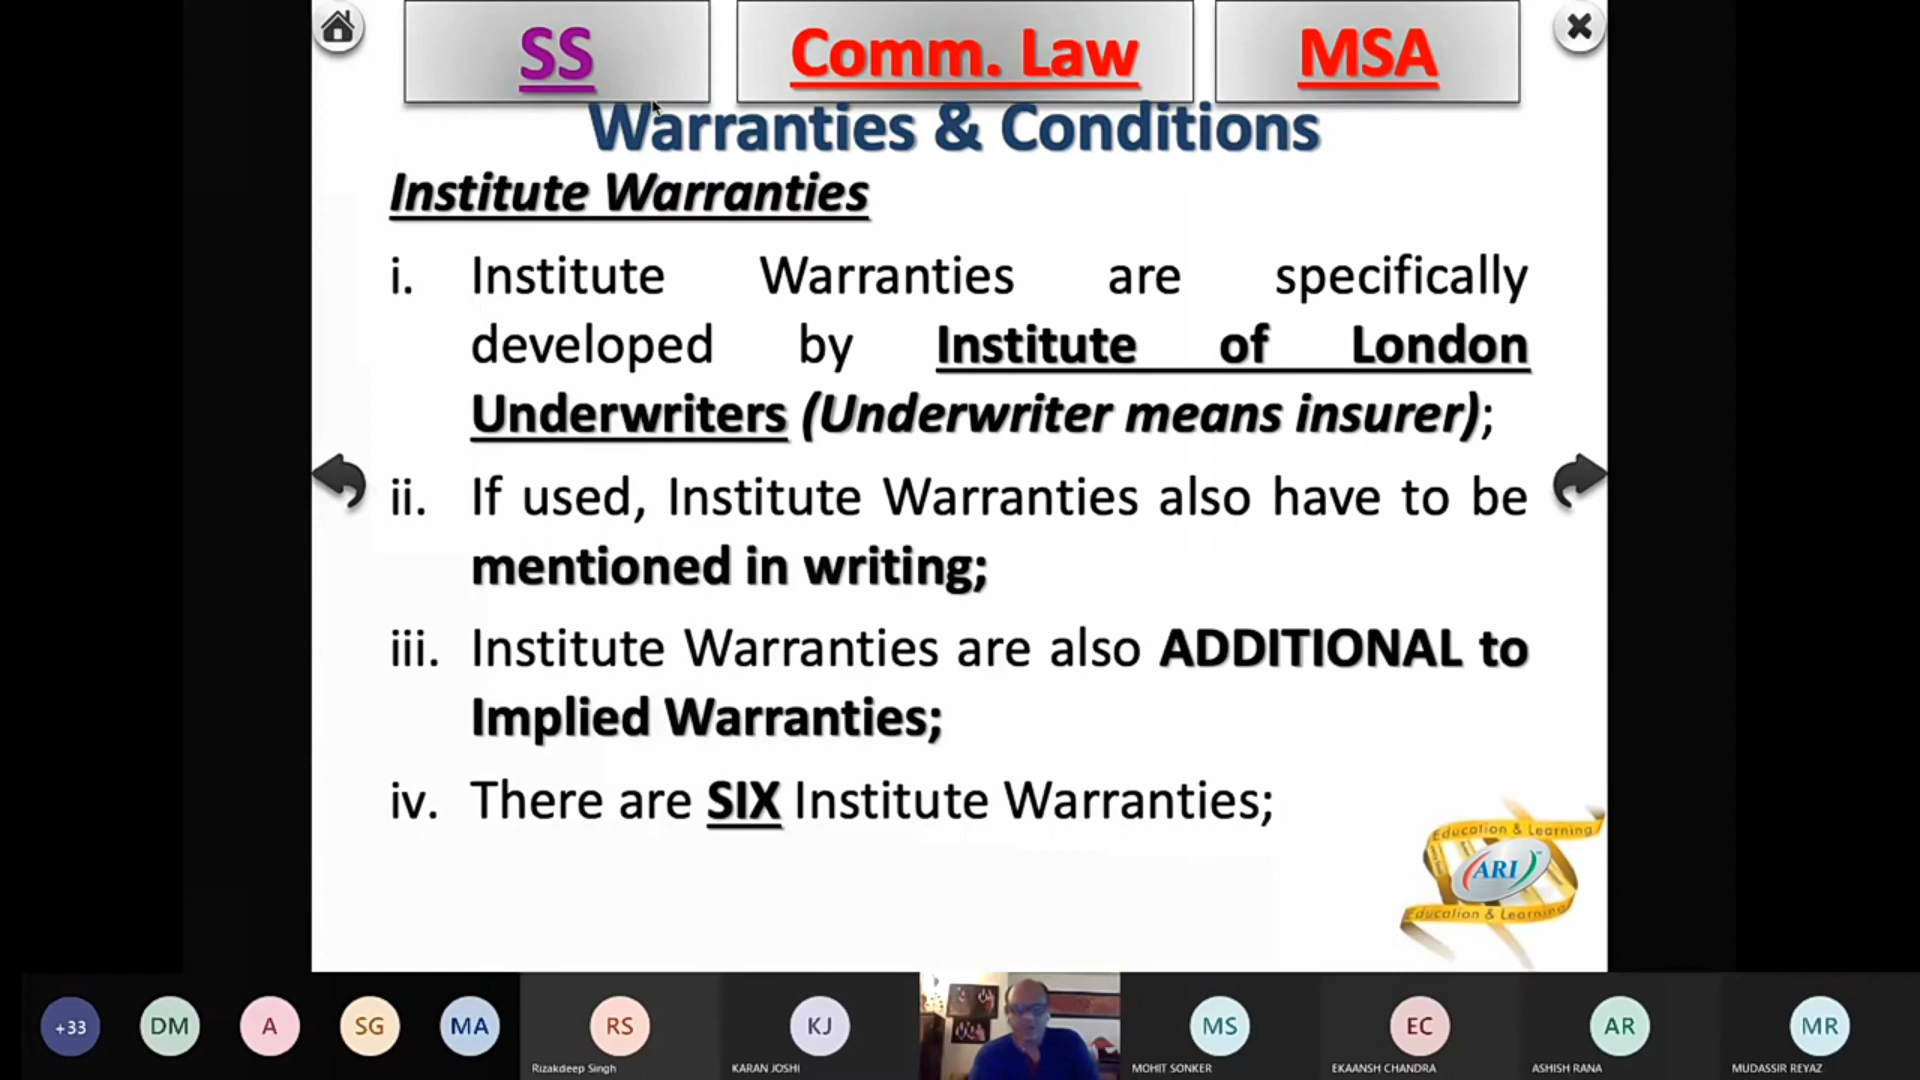 SS
Comm. Law
MSA
Warranties & Conditions
Institute Warranties
i. Institute Warranties are specifically
developed by Institute of London
Underwriters (Underwriter means insurer);
ii. If used, Institute Warranties also have to be
mentioned in writing;
iii. Institute Warranties are also ADDITIONAL to
Implied Warranties;
iv. There are SIX Institute Warranties;
Education & Learning
ARI
Education & Learning
+33
DM
A
SG
MA
RS
KJ
MS
EC
AR
MR
Rizakdeep Singh
KARAN JOSHI
MOHIT SONKER
EKAANSH CHANDRA
ASHISH RANA
MUDASSIR REYAZ